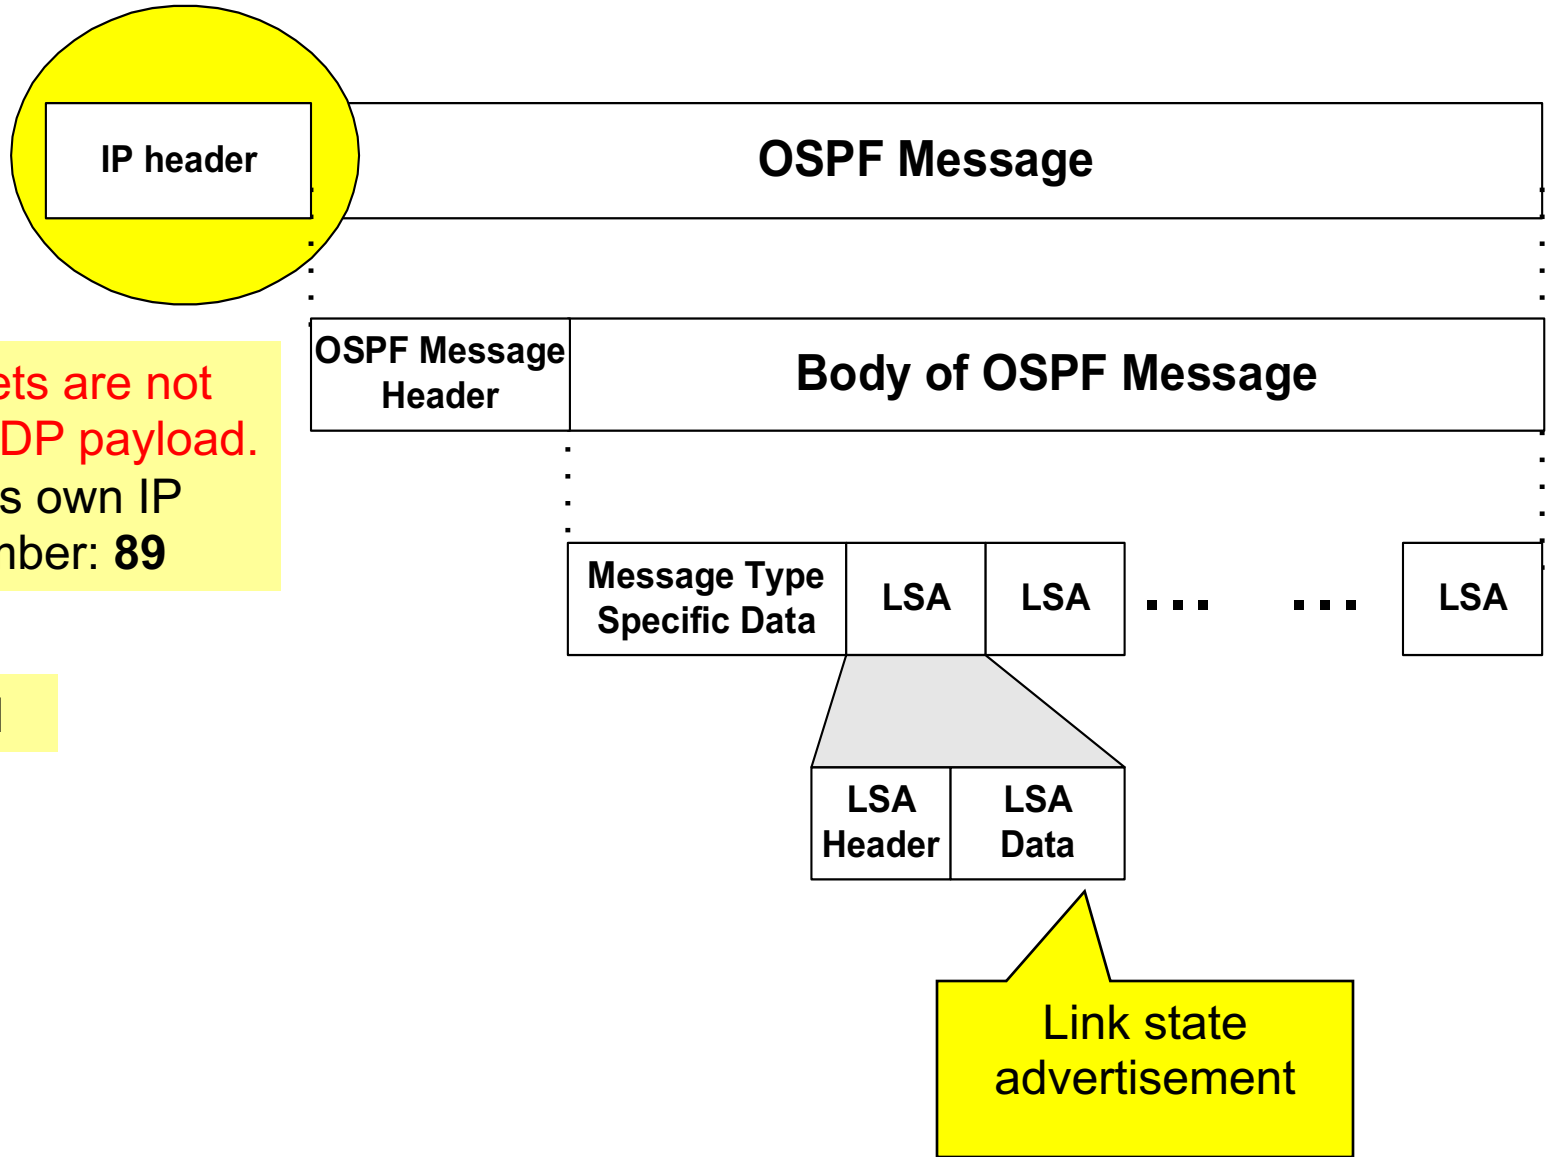 IP header
OSPF Message
OSPF Message
Header
Body of OSPF Message
ets are not
DP payload.
s own IP
mber: 89
Message Type
Specific Data
LSA
LSA
... ...
LSA
LSA
Header
LSA
Data
Link state
advertisement